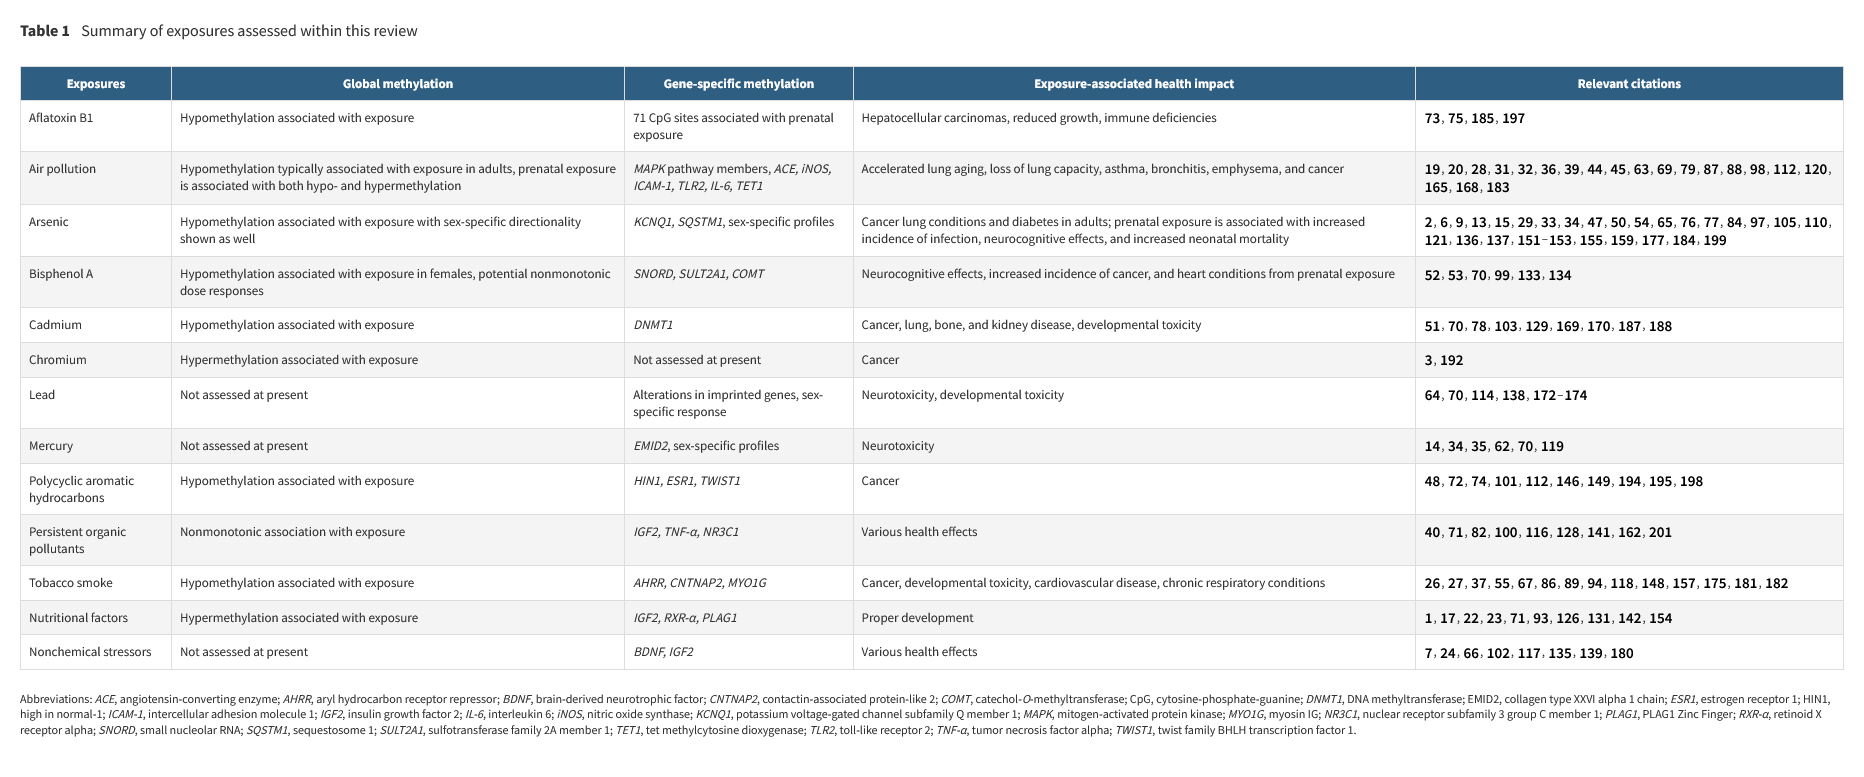 Table 1 Summary of exposures assessed within this review
Exposures Global methylation Gene-specific methylation Exposure-associated health impact Relevant citations
Aflatoxin B1 Hypomethylation associated with exposure 71 CpG sites associated with prenatal Hepatocellular carcinomas, reduced growth, immune deficiencies 73, 75, 185, 197
exposure
Air pollution Hypomethylation typically associated with exposure in adults, prenatal exposure MAPK pathway members, ACE, iNOS, Accelerated lung aging, loss of lung capacity, asthma, bronchitis, emphysema, and cancer 19, 20, 28, 31, 32, 36, 39, 44, 45, 63, 69, 79, 87, 88, 98, 112, 120,
is associated with both hypo- and hypermethylation ICAM-1, TLR2, IL-6, TET1 165, 168, 183
Arsenic Hypomethylation associated with exposure with sex-specific directionality KCNQ1, SQSTM1, sex-specific profiles Cancer lung conditions and diabetes in adults; prenatal exposure is associated with increased 2, 6, 9, 13, 15, 29, 33, 34, 47, 50, 54, 65, 76, 77, 84, 97, 105, 110,
shown as well incidence of infection, neurocognitive effects, and increased neonatal mortality 121, 136, 137, 151–153, 155, 159, 177, 184, 199
Bisphenol A Hypomethylation associated with exposure in females, potential nonmonotonic SNORD, SULT2A1, COMT Neurocognitive effects, increased incidence of cancer, and heart conditions from prenatal exposure 52, 53, 70, 99, 133, 134
dose responses
Cadmium Hypomethylation associated with exposure DNMT1 Cancer, lung, bone, and kidney disease, developmental toxicity 51, 70, 78, 103, 129, 169, 170, 187, 188
Chromium Hypermethylation associated with exposure Not assessed at present Cancer 3, 192
Lead Not assessed at present Alterations in imprinted genes, sex- Neurotoxicity, developmental toxicity 64, 70, 114, 138, 172–174
specific response
Mercury Not assessed at present EMID2, sex-specific profiles Neurotoxicity 14, 34, 35, 62, 70, 119
Polycyclic aromatic Hypomethylation associated with exposure HIN1, ESR1, TWIST1 Cancer 48, 72, 74, 101, 112, 146, 149, 194, 195, 198
hydrocarbons
Persistent organic Nonmonotonic association with exposure IGF2, TNF-α, NR3C1 Various health effects 40, 71, 82, 100, 116, 128, 141, 162, 201
pollutants
Tobacco smoke Hypomethylation associated with exposure AHRR, CNTNAP2, MYO1G Cancer, developmental toxicity, cardiovascular disease, chronic respiratory conditions 26, 27, 37, 55, 67, 86, 89, 94, 118, 148, 157, 175, 181, 182
Nutritional factors Hypermethylation associated with exposure IGF2, RXR-α, PLAG1 Proper development 1, 17, 22, 23, 71, 93, 126, 131, 142, 154
Nonchemical stressors Not assessed at present BDNF, IGF2 Various health effects 7, 24, 66, 102, 117, 135, 139, 180
Abbreviations: ACE, angiotensin-converting enzyme; AHRR, aryl hydrocarbon receptor repressor; BDNF, brain-derived neurotrophic factor; CNTNAP2, contactin-associated protein-like 2; COMT, catechol-O-methyltransferase; CpG, cytosine-phosphate-guanine; DNMT1, DNA methyltransferase; EMID2, collagen type XXVI alpha 1 chain; ESR1, estrogen receptor 1; HIN1,
high in normal-1; ICAM-1, intercellular adhesion molecule 1; IGF2, insulin growth factor 2; IL-6, interleukin 6; iNOS, nitric oxide synthase; KCNQ1, potassium voltage-gated channel subfamily Q member 1; MAPK, mitogen-activated protein kinase; MYO1G, myosin IG; NR3C1, nuclear receptor subfamily 3 group C member 1; PLAG1, PLAG1 Zinc Finger; RXR-α, retinoid X
receptor alpha; SNORD, small nucleolar RNA; SQSTM1, sequestosome 1; SULT2A1, sulfotransferase family 2A member 1; TET1, tet methylcytosine dioxygenase; TLR2, toll-like receptor 2; TNF-α, tumor necrosis factor alpha; TWIST1, twist family BHLH transcription factor 1.